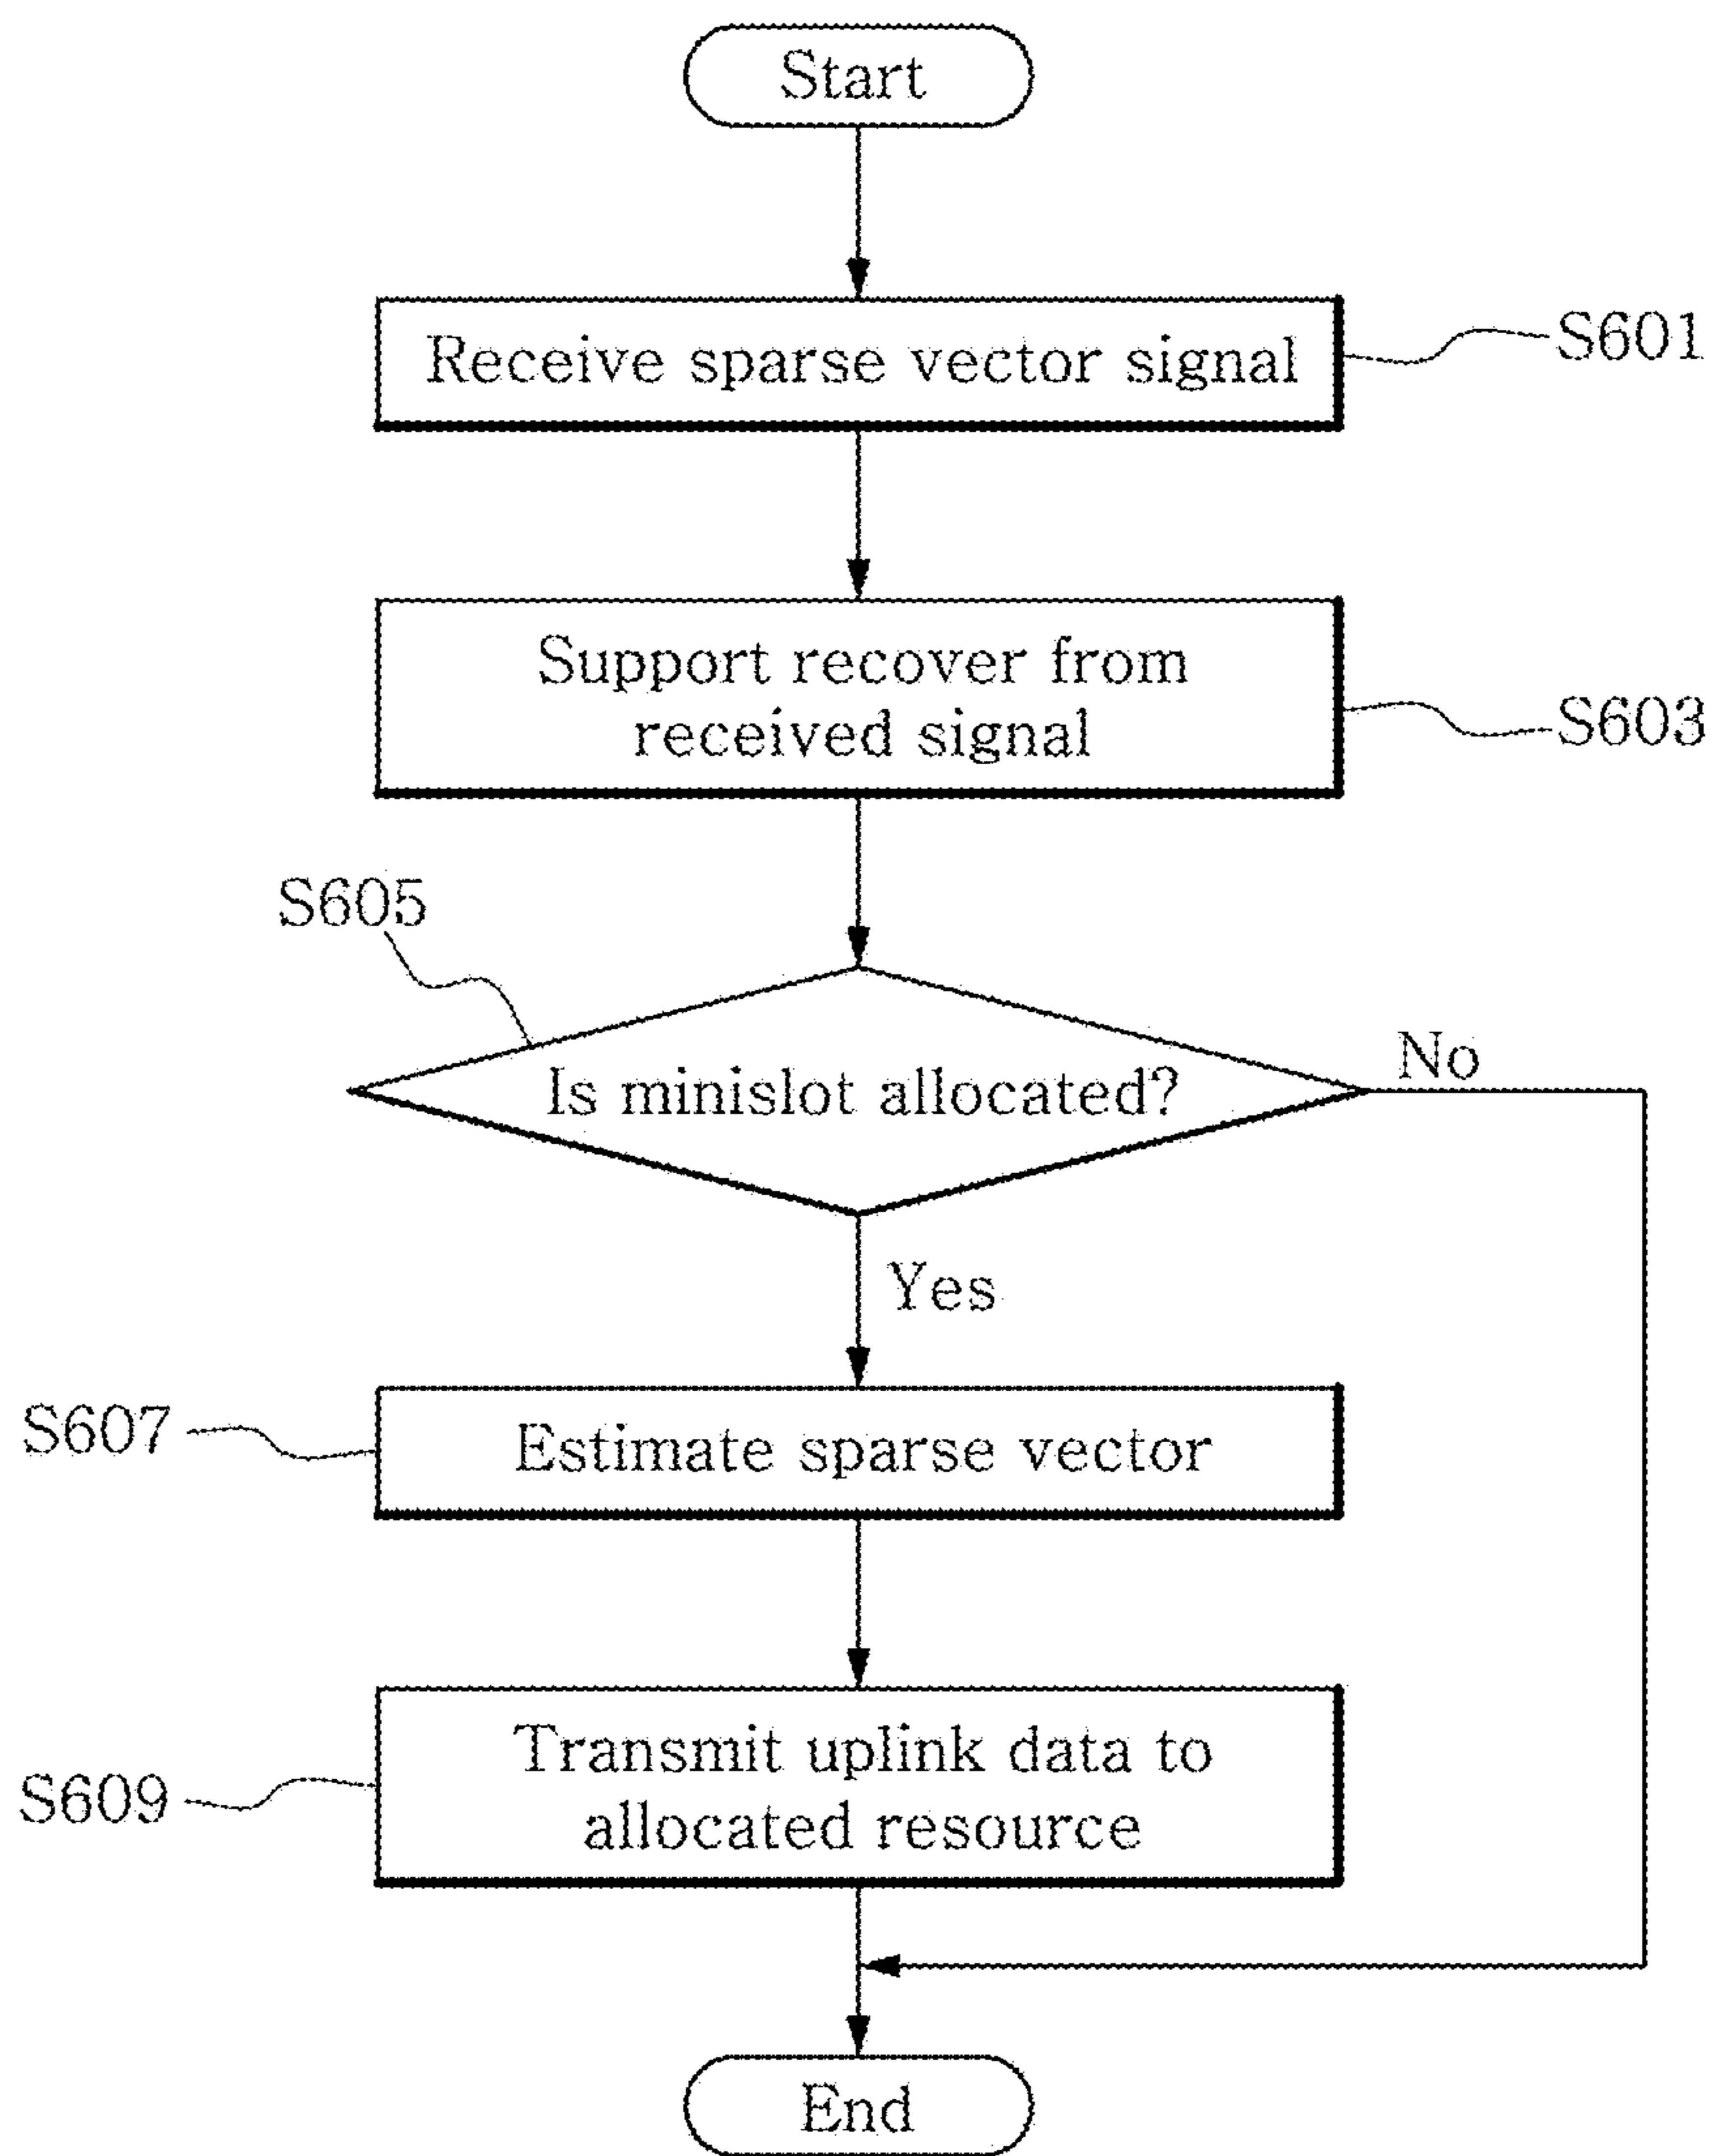 Start
Receive sparse vector signal
S601
Support recover from
received signal
S603
S605
Is minislot allocated?
No
Yes
S607
Estimate sparse vector
S609
Transmit uplink data to
allocated resource
End